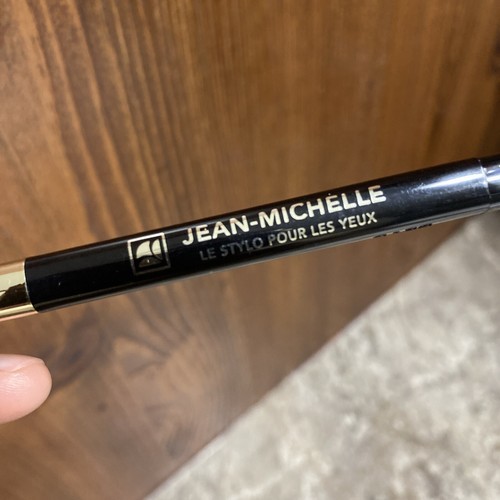 JEAN-MICHELLE
LE STYLO POUR LES YEUX